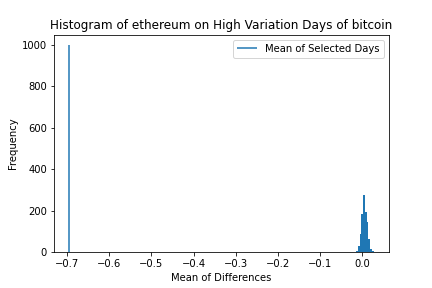 Histogram of ethereum on High Variation Days of bitcoin
Mean of Selected Days
1000
800
600
400
200
0
Frequency
−0.7 −0.6 −0.5 −0.4 −0.3 −0.2 −0.1 0.0
Mean of Differences